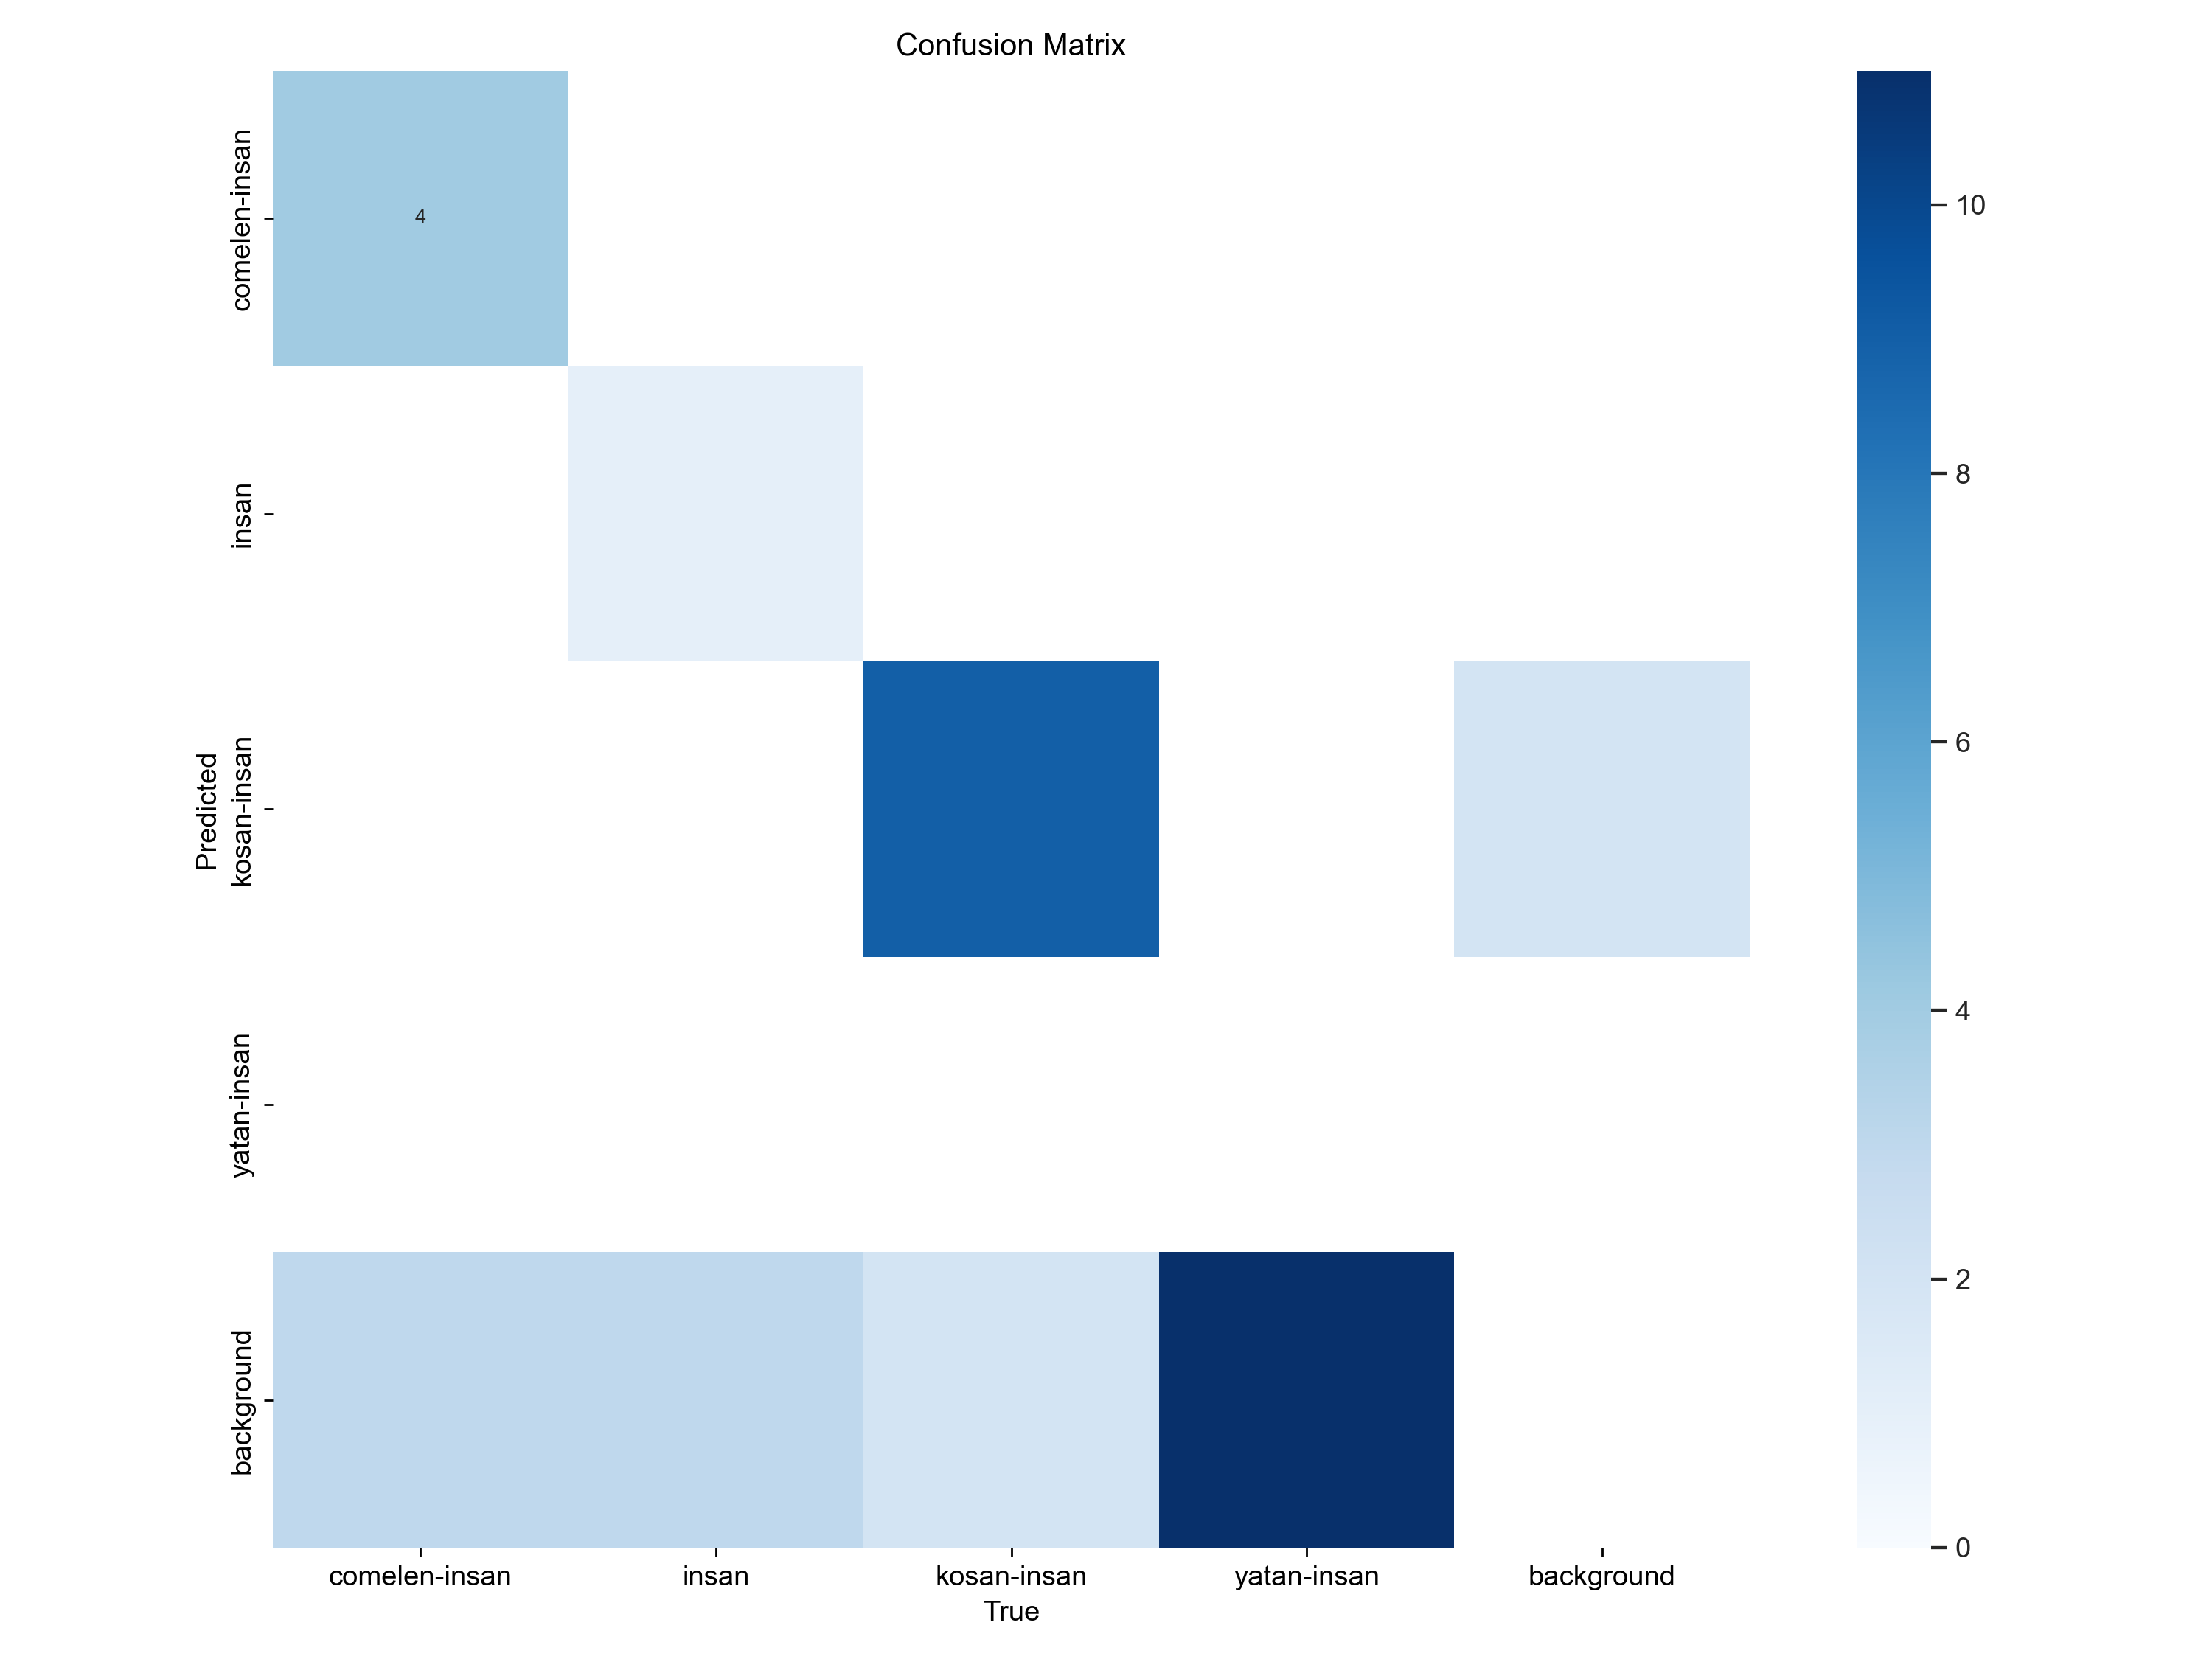 Confusion Matrix
comelen-insan
4
insan
Predicted
kosan-insan
yatan-insan
background
comelen-insan
insan
kosan-insan
yatan-insan
background
True
10
8
6
4
2
0